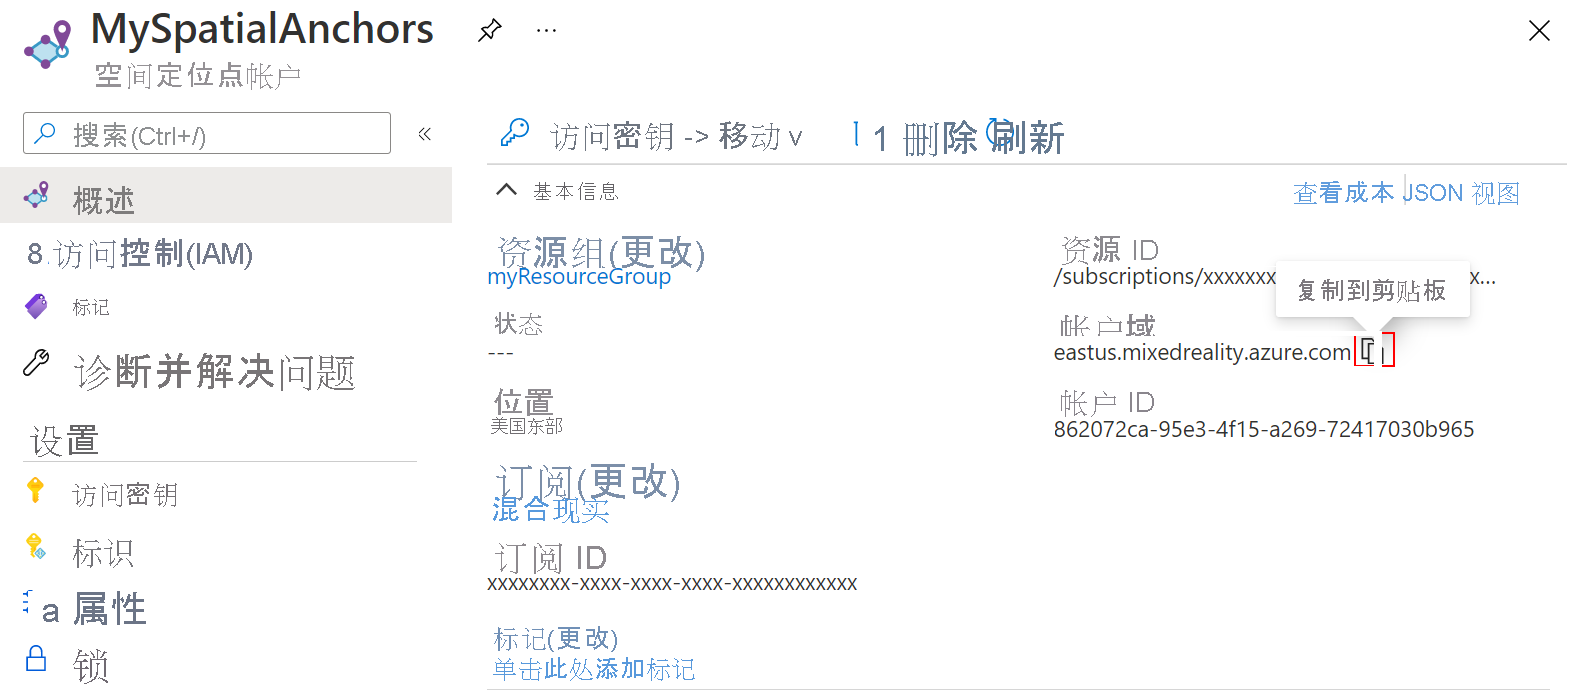 MySpatialAnchors
空间定位点帐户
搜索(Ctrl+/)
概述
8.访问控制(IAM)
标记
诊断并解决问题
设置
访问密钥
标识
a 属性
锁
访问密钥 -> 移动 v 1 删除 刷新
基本信息
查看成本 JSON 视图
资源组(更改)
myResourceGroup
状态
---
位置
美国东部
订阅(更改)
混合现实
订阅 ID
xxxxxxxx-xxxx-xxxx-xxxx-xxxxxxxxxxxx
标记(更改)
单击此处添加标记
资源 ID
/subscriptions/xxxxxxx x...
复制到剪贴板
帐户域
eastus.mixedreality.azure.com
帐户 ID
862072ca-95e3-4f15-a269-72417030b965